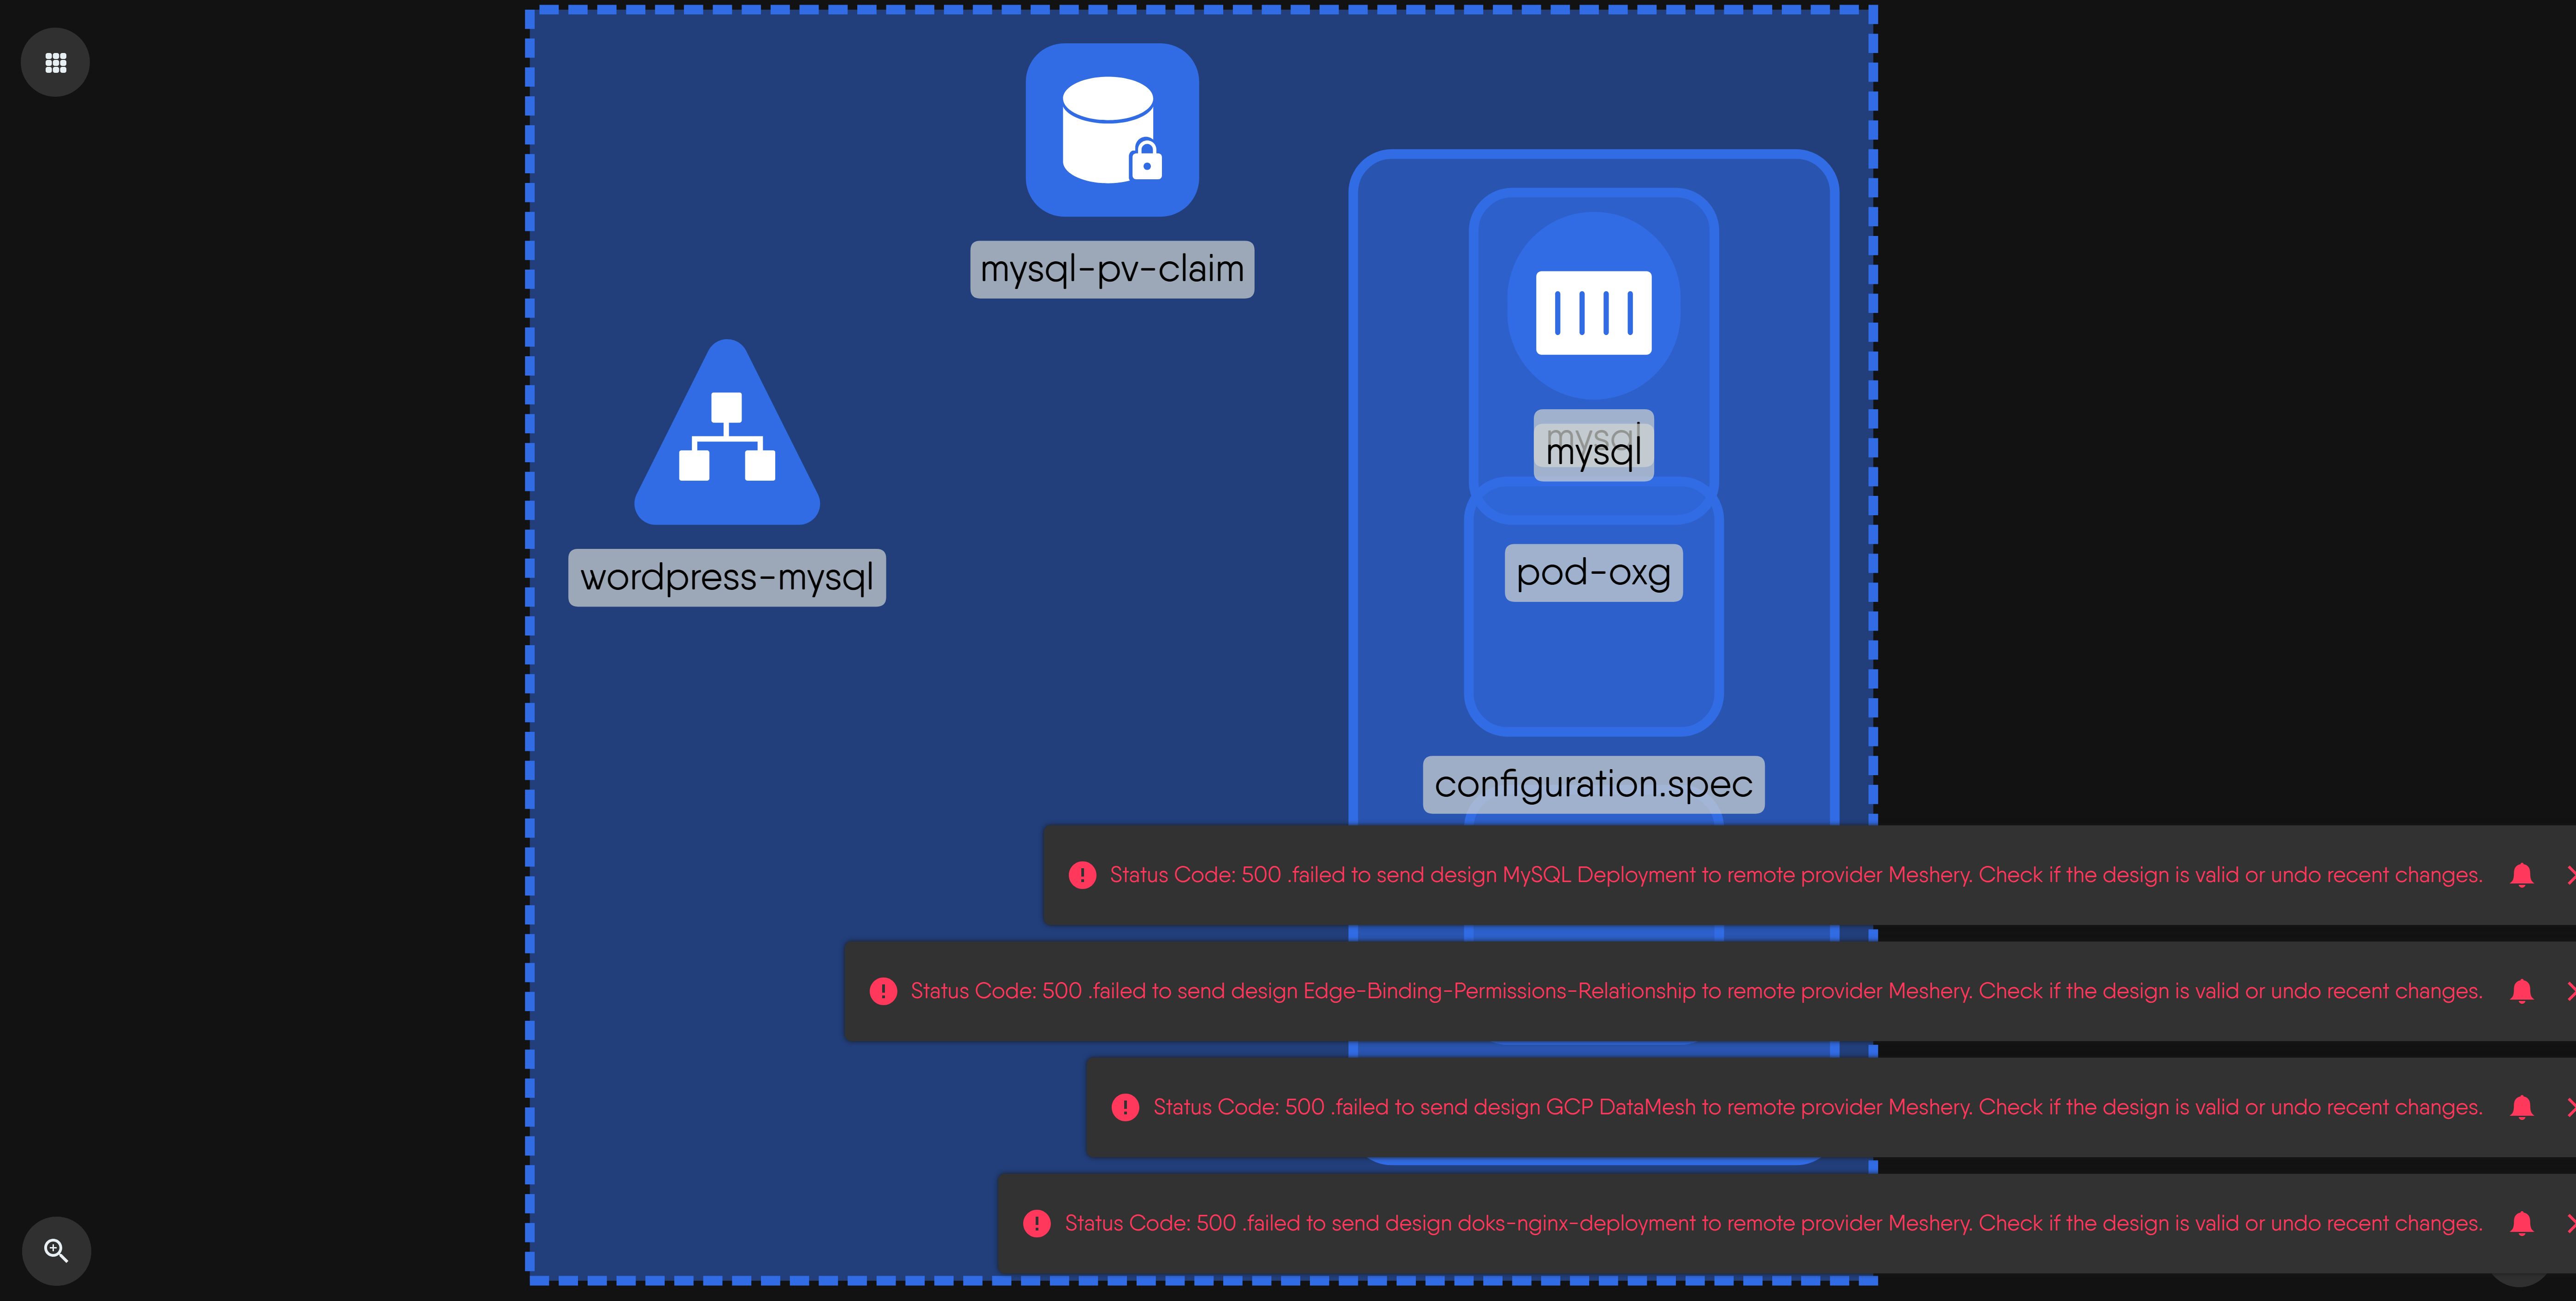 mysql-pv-claim
mysql
mysql
wordpress-mysql
pod-oxg
configuration.spec
Status Code: 500 .failed to send design MySQL Deployment to remote provider Meshery. Check if the design is valid or undo recent changes.
Status Code: 500 .failed to send design Edge-Binding-Permissions-Relationship to remote provider Meshery. Check if the design is valid or undo recent changes.
Status Code: 500 .failed to send design GCP DataMesh to remote provider Meshery. Check if the design is valid or undo recent changes.
Status Code: 500 .failed to send design doks-nginx-deployment to remote provider Meshery. Check if the design is valid or undo recent changes.